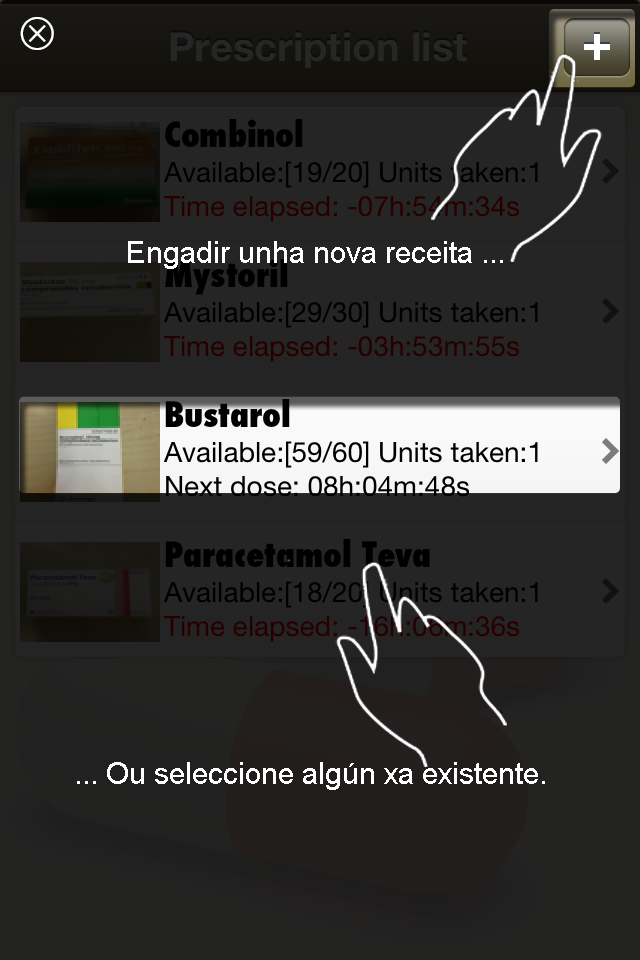 Prescription list
Combinol
Available:[19/20] Units taken:1
Time elapsed: -07h:54m:34s
Engadir unha nova receita ...
Mystoril
Available:[29/30] Units taken:1
Time elapsed: -03h:53m:55s
Bustarol
Available:[59/60] Units taken:1
Next dose: 08h:04m:48s
Paracetamol Teva
Paracetamol Teva
Available:[18/20] Units taken:1
Time elapsed: -16h:06m:36s
... Ou seleccione algún xa existente.